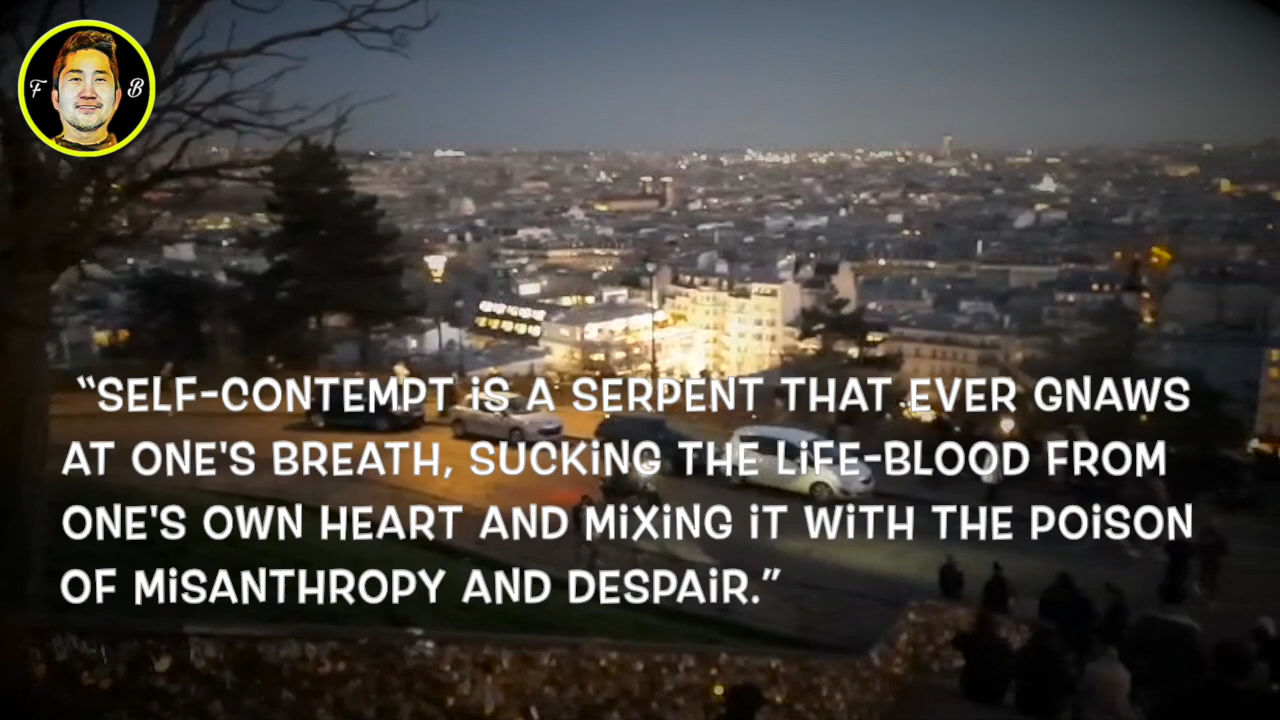 F B
“SELF-CONTEMPT iS A SERPENT THAT EVER GNAWS
AT ONE'S BREATH, SUCKiNG THE LiFE-BLOOD FROM
ONE'S OWN HEART AND MiXiNG iT WiTH THE POiSON
OF MiSANTHROPY AND DESPAiR.”